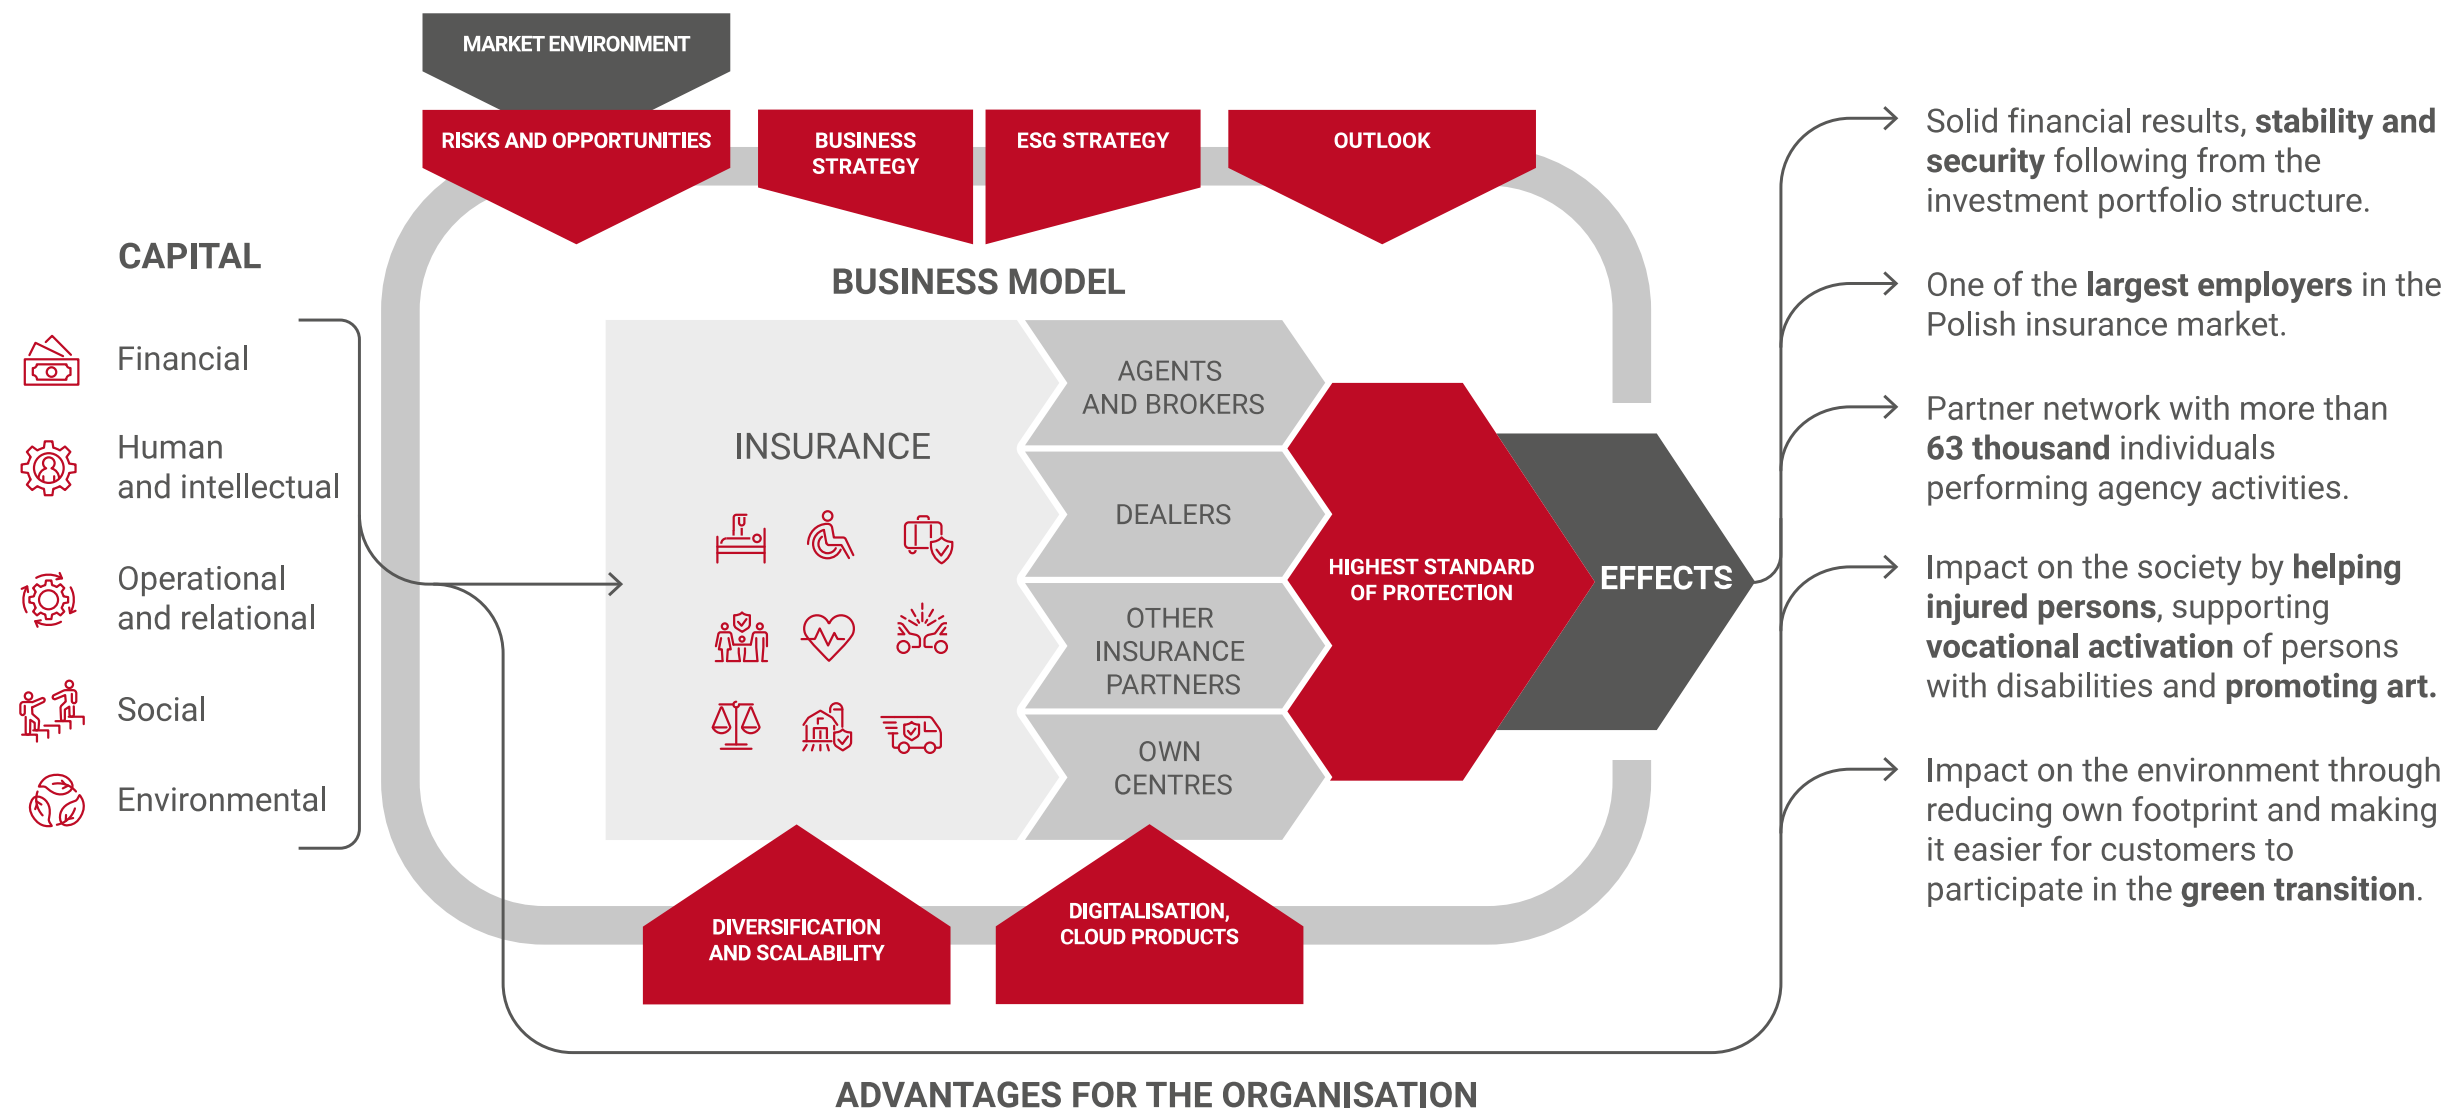 MARKET ENVIRONMENT
RISKS AND OPPORTUNITIES
BUSINESS
STRATEGY
ESG STRATEGY
OUTLOOK
CAPITAL
Financial
Human
and intellectual
Operational
and relational
Social
Environmental
BUSINESS MODEL
INSURANCE
AGENTS
AND BROKERS
DEALERS
OTHER
INSURANCE
PARTNERS
OWN
CENTRES
HIGHEST STANDARD
OF PROTECTION
EFFECTS
DIVERSIFICATION
AND SCALABILITY
DIGITALISATION,
CLOUD PRODUCTS
Solid financial results, stability and
security following from the
investment portfolio structure.
One of the largest employers in the
Polish insurance market.
Partner network with more than
63 thousand individuals
performing agency activities.
Impact on the society by helping
injured persons, supporting
vocational activation of persons
with disabilities and promoting art.
Impact on the environment through
reducing own footprint and making
it easier for customers to
participate in the green transition.
ADVANTAGES FOR THE ORGANISATION